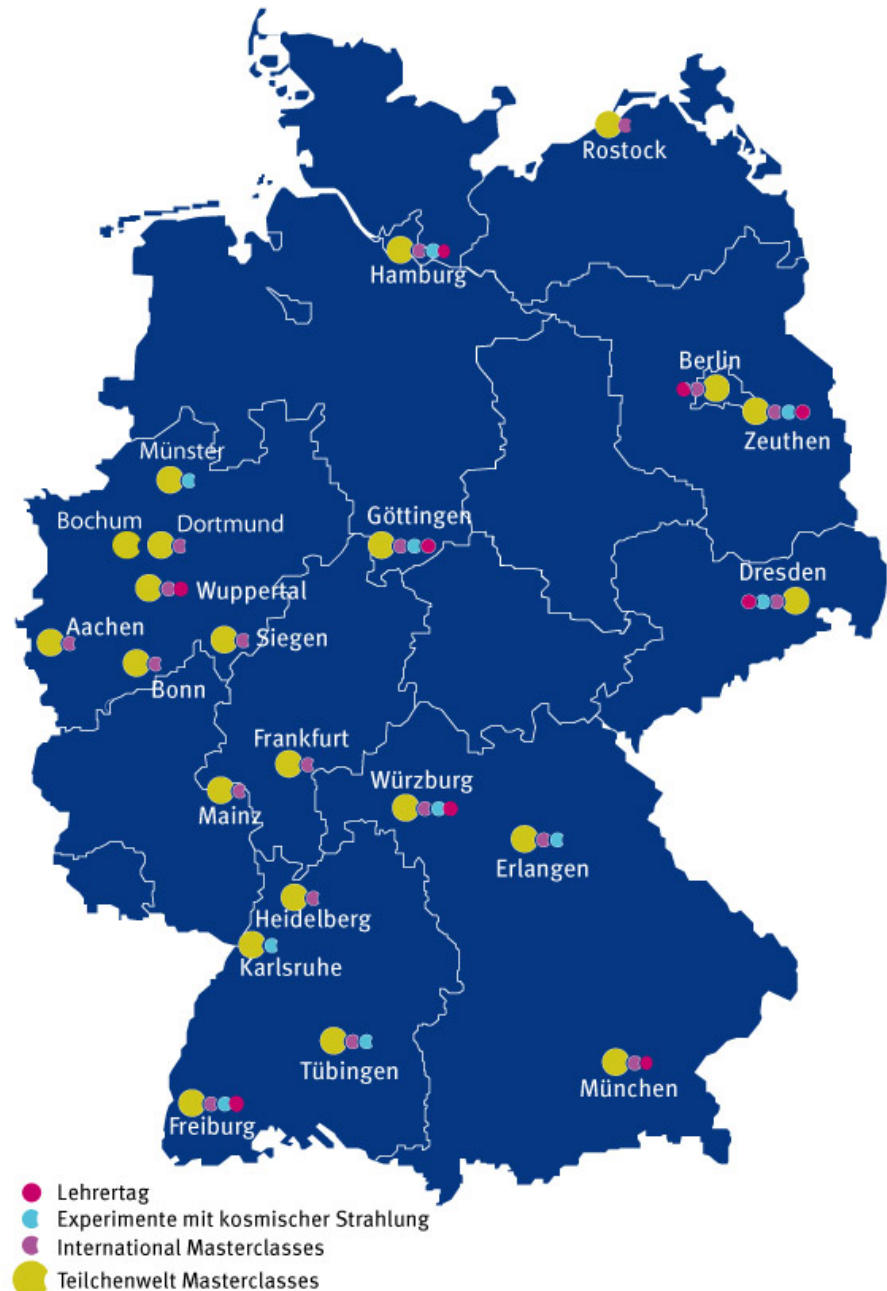 Rostock
Hamburg
Berlin
Zeuthen
Münster
Bochum
Dortmund
Göttingen
Wuppertal
Dresden
Aachen
Siegen
Bonn
Frankfurt
Mainz
Würzburg
Erlangen
Heidelberg
Karlsruhe
Tübingen
München
Freiburg
Lehrertag
Experimente mit kosmischer Strahlung
International Masterclasses
Teilchenwelt Masterclasses